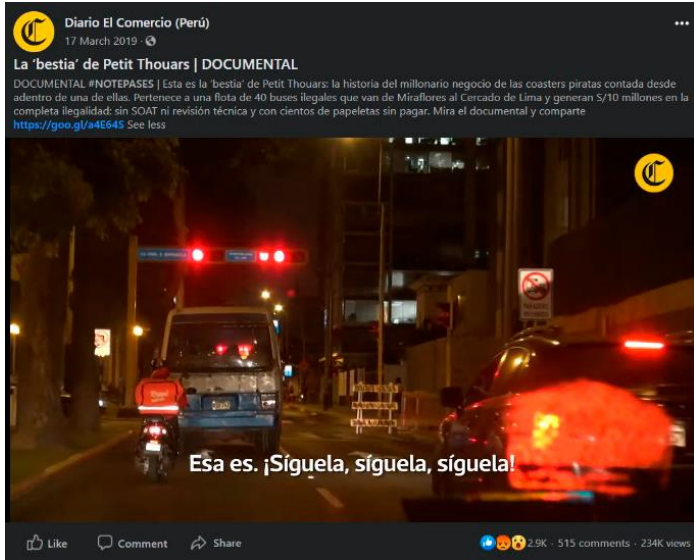 Diario El Comercio (Perú)
17 March 2019 ·
La 'bestia' de Petit Thouars | DOCUMENTAL
DOCUMENTAL #NOTEPASES | Esta es la 'bestia' de Petit Thouars: la historia del millonario negocio de las coasters piratas contada desde
adentro de una de ellas. Pertenece a una flota de 40 buses ilegales que van de Miraflores al Cercado de Lima y generan S/10 millones en la
completa ilegalidad: sin SOAT ni revisión técnica y con cientos de papeletas sin pagar. Mira el documental y comparte
https://goo.gl/a4E64S See less
Esa es. ¡Síguela, síguela, síguela!
Like Comment Share 2.9K · 515 comments · 234K views